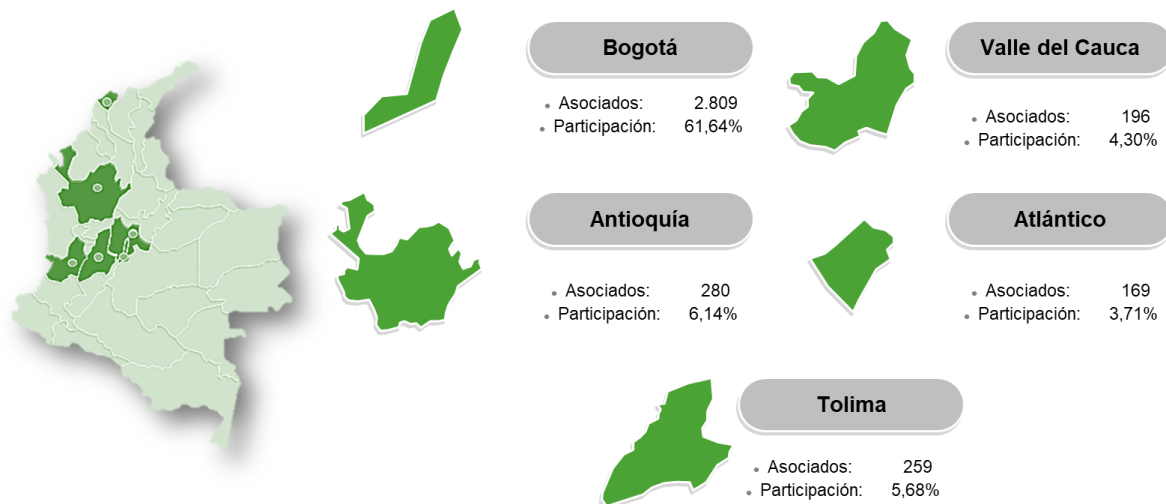 Bogotá
• Asociados: 2.809
• Participación: 61,64%
Valle del Cauca
• Asociados: 196
• Participación: 4,30%
Antioquía
• Asociados: 280
• Participación: 6,14%
Atlántico
• Asociados: 169
• Participación: 3,71%
Tolima
• Asociados: 259
• Participación: 5,68%